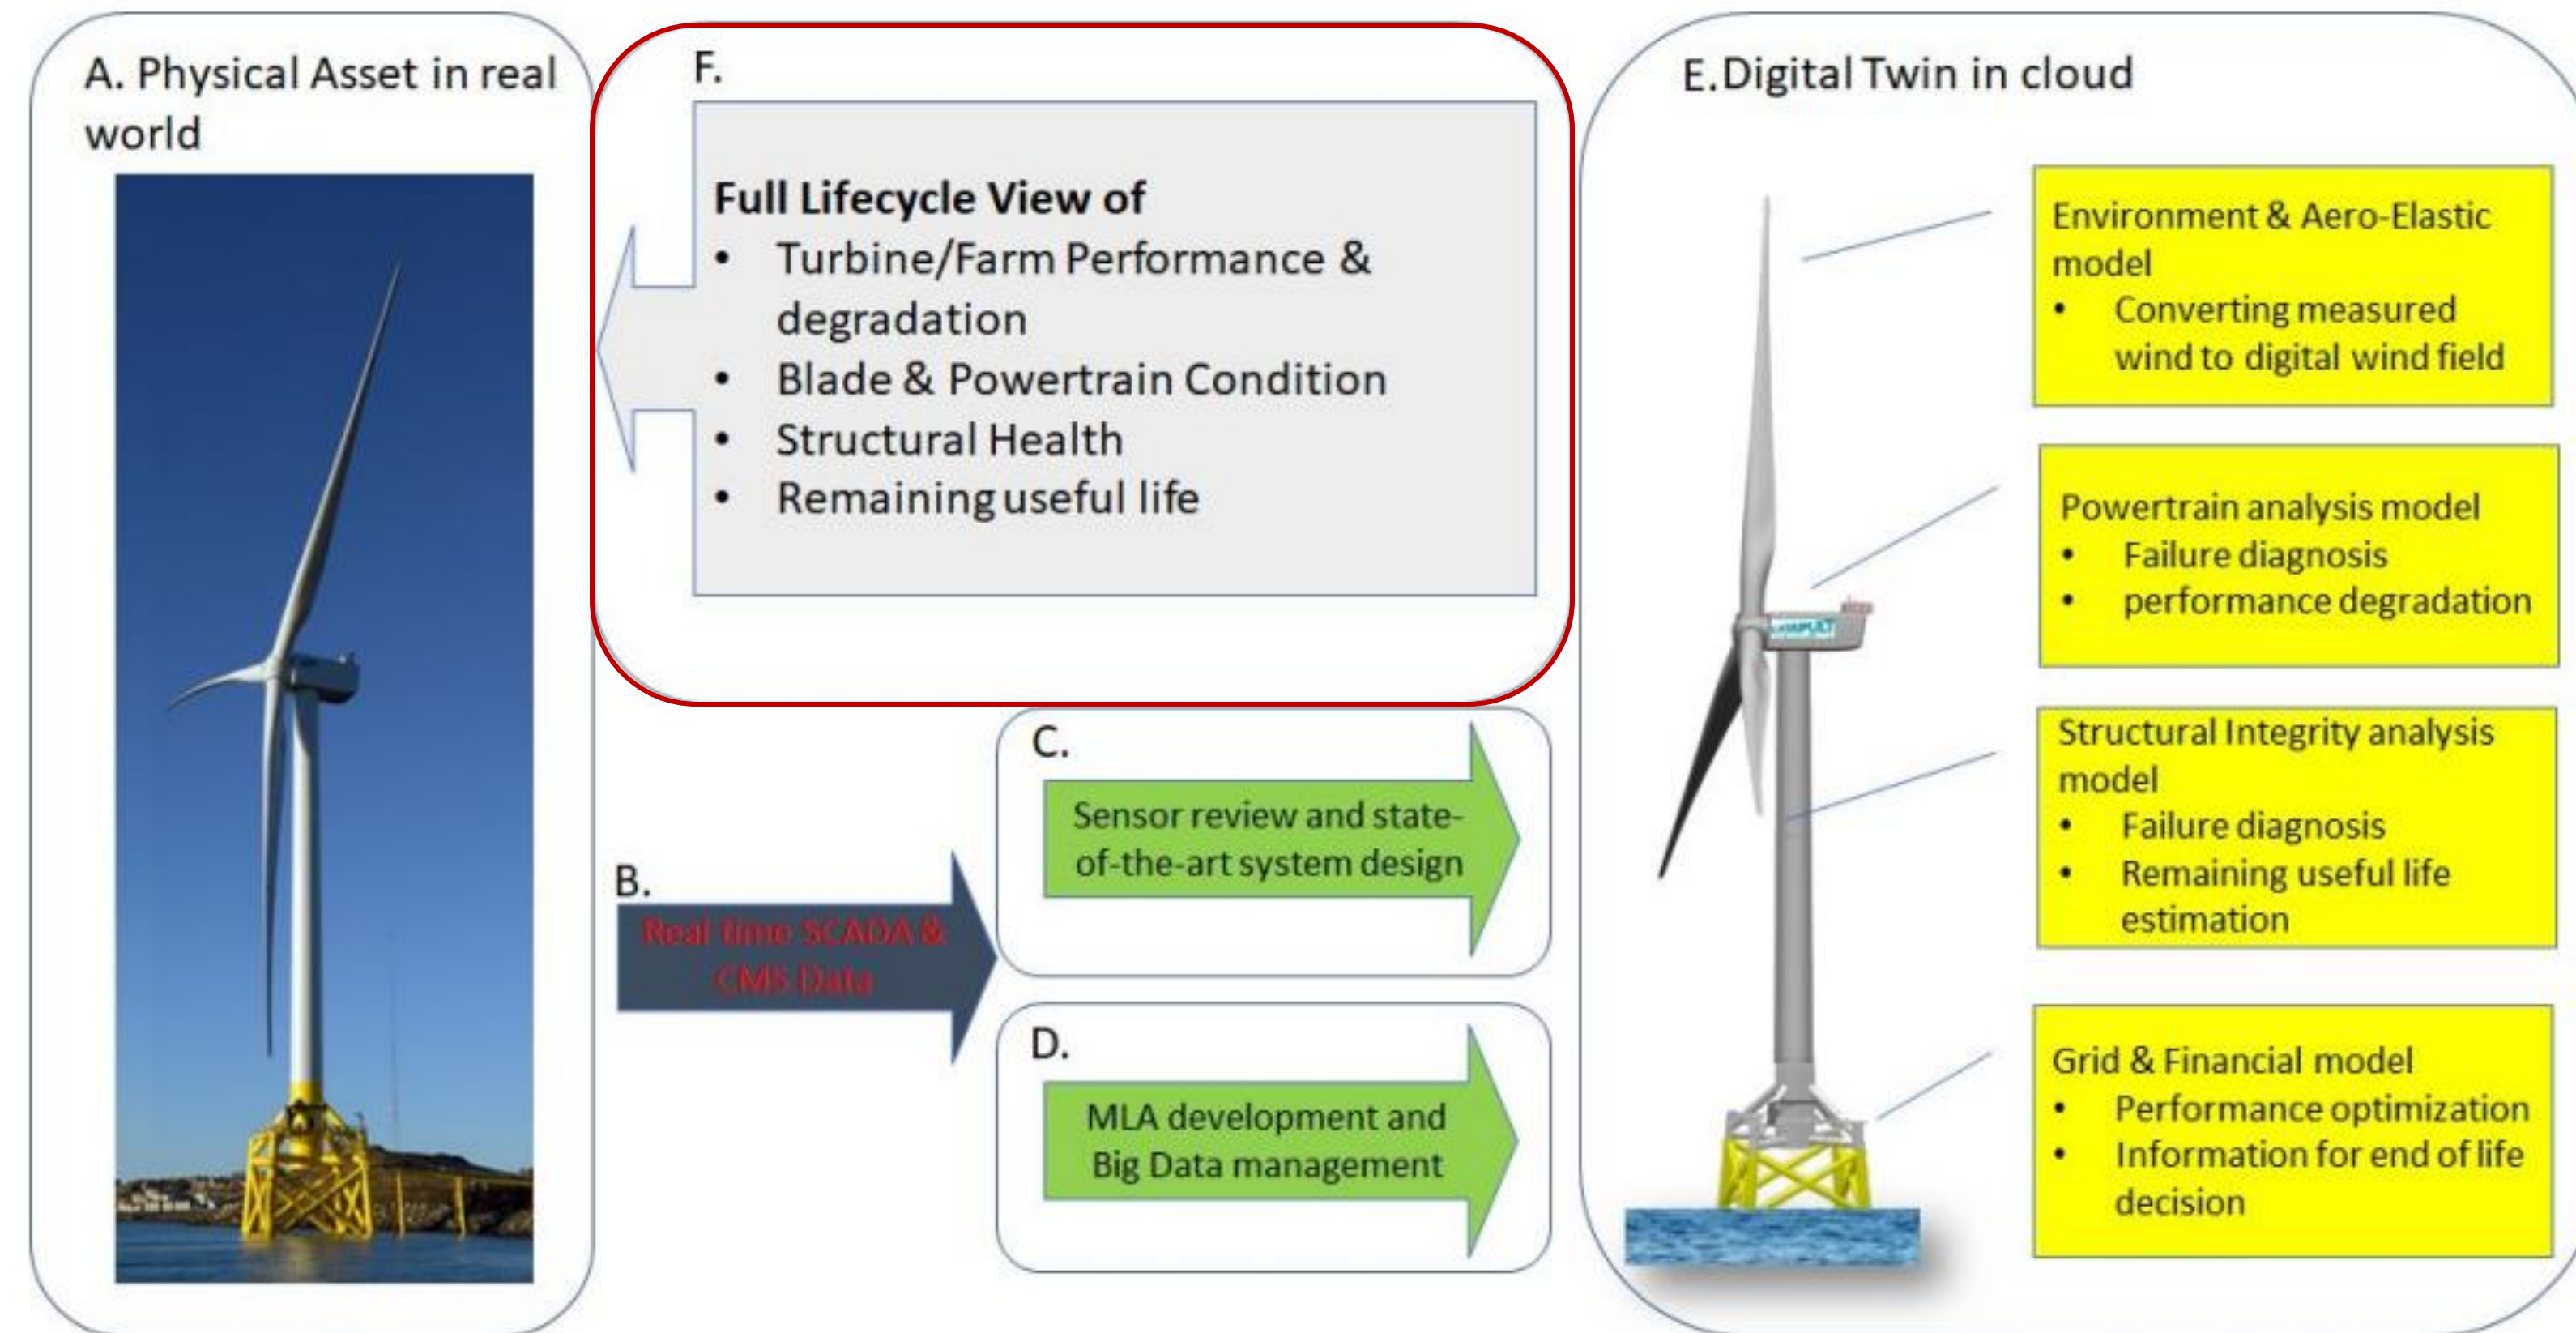 A. Physical Asset in real
world
F.
Full Lifecycle View of
• Turbine/Farm Performance &
degradation
• Blade & Powertrain Condition
• Structural Health
• Remaining useful life
B.
Real time SCADA &
CMS Data
C.
Sensor review and state-
of-the-art system design
D.
MLA development and
Big Data management
E.Digital Twin in cloud
Environment & Aero-Elastic
model
• Converting measured
wind to digital wind field
Powertrain analysis model
• Failure diagnosis
• performance degradation
Structural Integrity analysis
model
• Failure diagnosis
• Remaining useful life
estimation
Grid & Financial model
• Performance optimization
• Information for end of life
decision